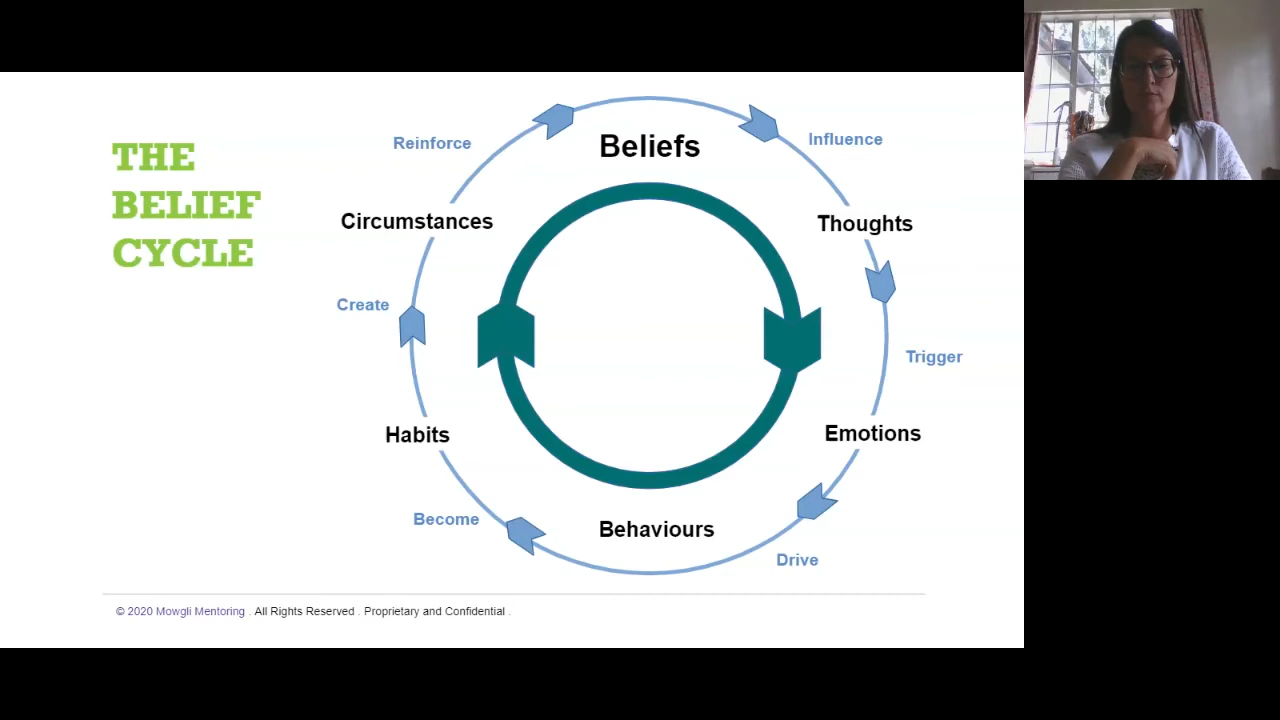 THE
BELIEF
CYCLE
Beliefs
Influence
Thoughts
Trigger
Emotions
Drive
Behaviours
Become
Habits
Create
Circumstances
Reinforce
© 2020 Mowgli Mentoring . All Rights Reserved . Proprietary and Confidential .